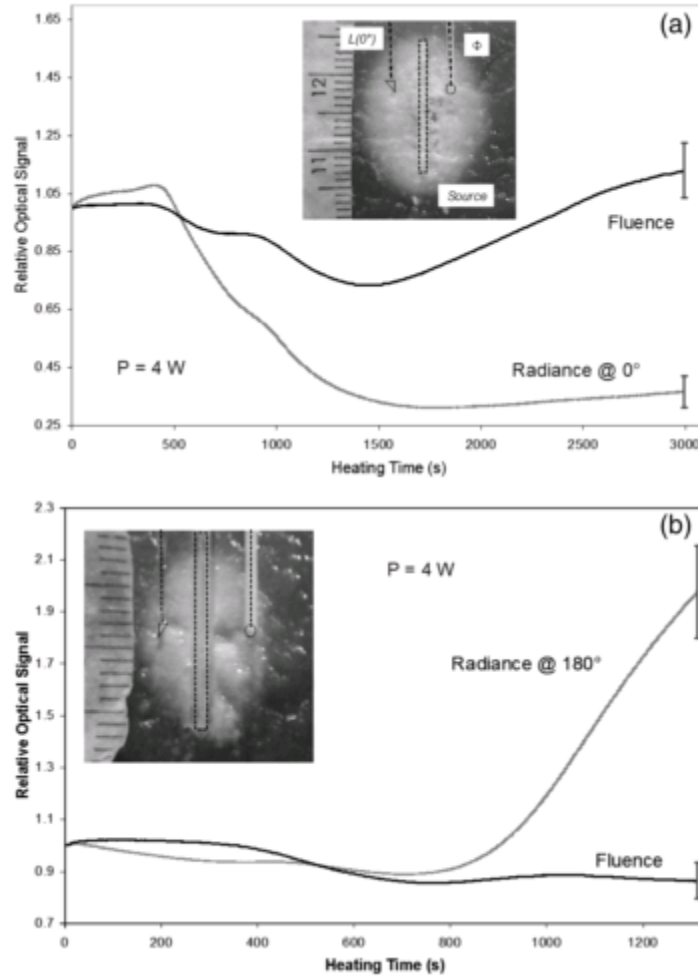 (a)
1.65
1.45
1.25
1.05
0.85
0.65
0.45
0.25
Relative Optical Signal
L(0°)
Φ
12
11
Source
Fluence
P = 4 W
Radiance @ 0°
0 500 1000 1500 2000 2500 3000
Heating Time (s)
(b)
2.3
2.1
1.9
1.7
1.5
1.3
1.1
0.9
0.7
Relative Optical Signal
P = 4 W
Radiance @ 180°
Fluence
0 200 400 600 800 1000 1200
Heating Time (s)